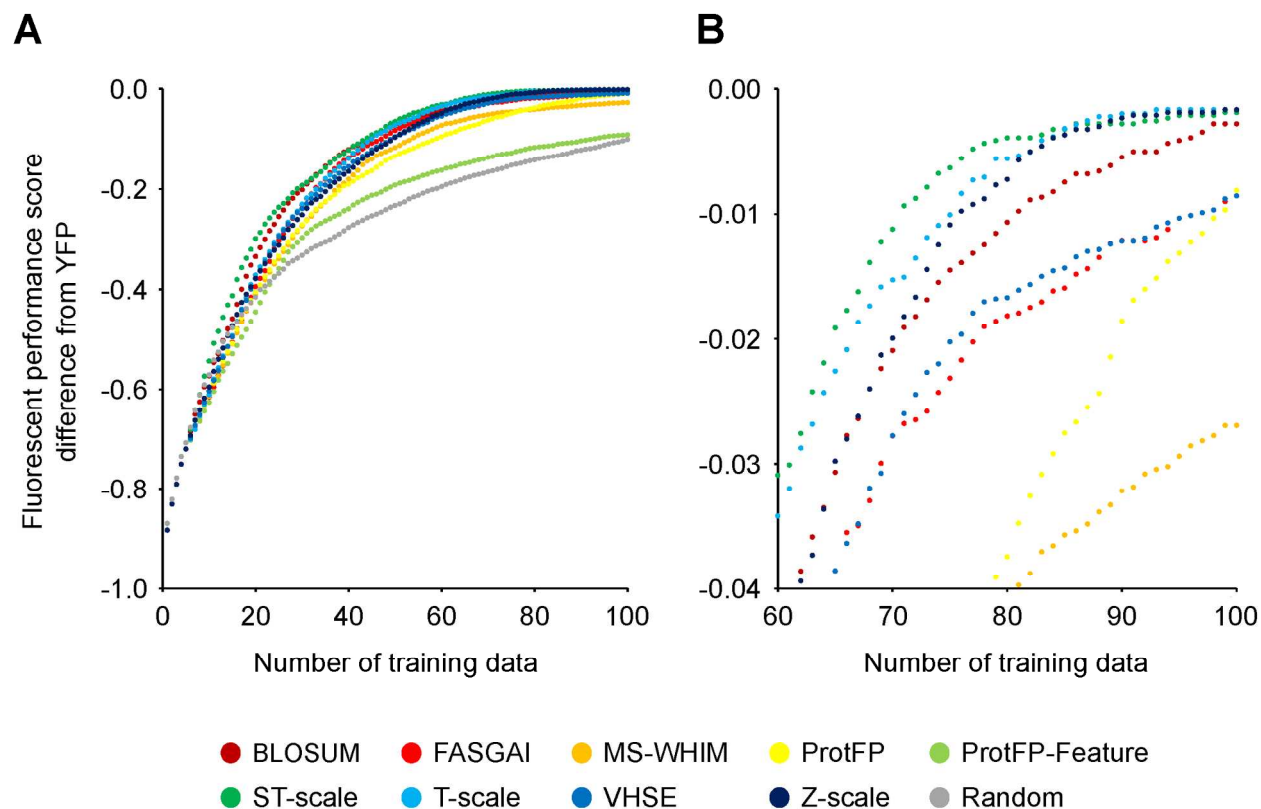 A
B
Fluorescent performance score
difference from YFP
0.0
-0.2
-0.4
-0.6
-0.8
-1.0
0
20
40
60
80
100
Number of training data
0.00
-0.01
-0.02
-0.03
-0.04
60
70
80
90
100
Number of training data
BLOSUM
FASGAI
MS-WHIM
ProtFP
ProtFP-Feature
ST-scale
T-scale
VHSE
Z-scale
Random